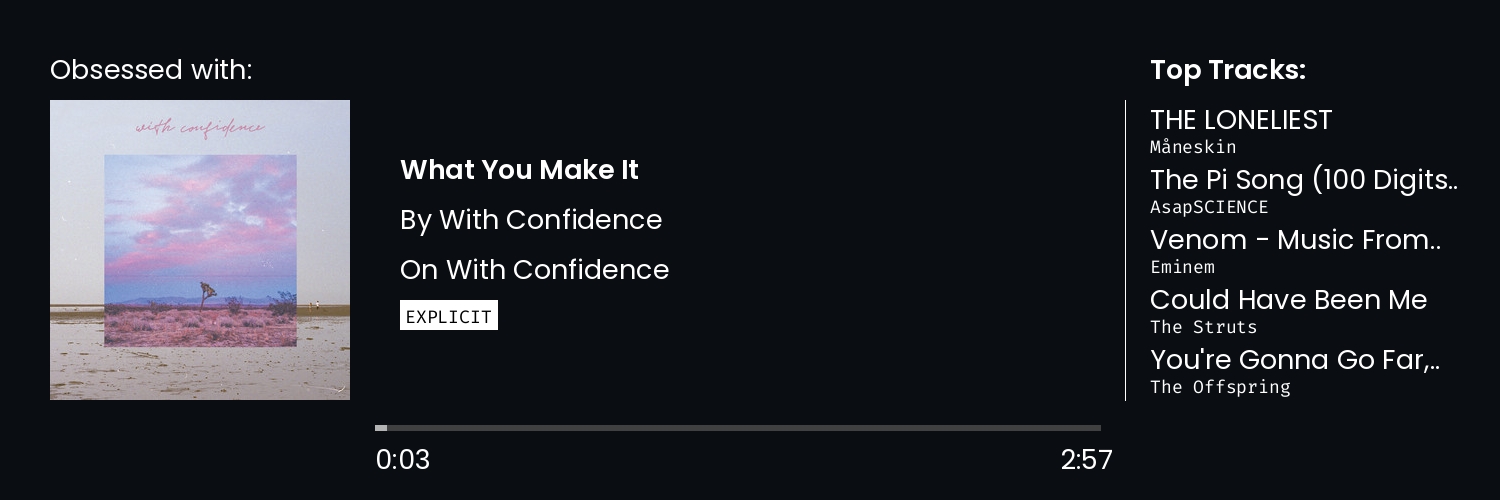 Obsessed with:
with confidence
What You Make It
By With Confidence
On With Confidence
EXPLICIT
0:03
2:57
Top Tracks:
THE LONELIEST
Måneskin
The Pi Song (100 Digits..
AsapSCIENCE
Venom - Music From..
Eminem
Could Have Been Me
The Struts
You're Gonna Go Far,..
The Offspring